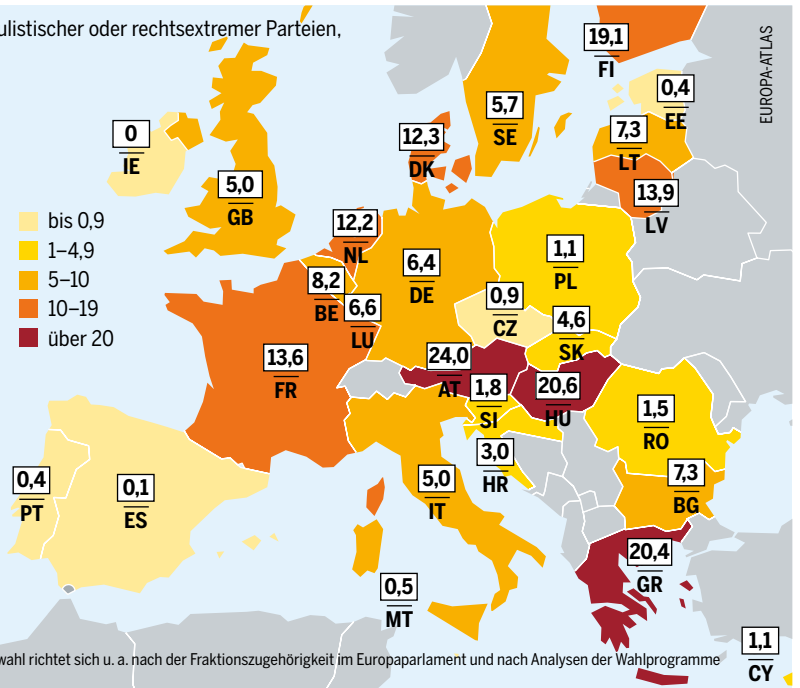 ulistischer oder rechtsextremer Parteien,
EUROPA-ATLAS
19,1
FI
0,4
EE
5,7
SE
7,3
LT
0
IE
12,3
DK
13,9
LV
5,0
GB
bis 0,9
1–4,9
5–10
10–19
über 20
12,2
NL
1,1
PL
6,4
DE
8,2
BE
6,6
LU
0,9
CZ
4,6
SK
13,6
FR
24,0
AT
20,6
HU
1,8
SI
1,5
RO
3,0
HR
7,3
BG
0,4
PT
0,1
ES
5,0
IT
20,4
GR
0,5
MT
1,1
CY
wahl richtet sich u. a. nach der Fraktionszugehörigkeit im Europaparlament und nach Analysen der Wahlprogramme